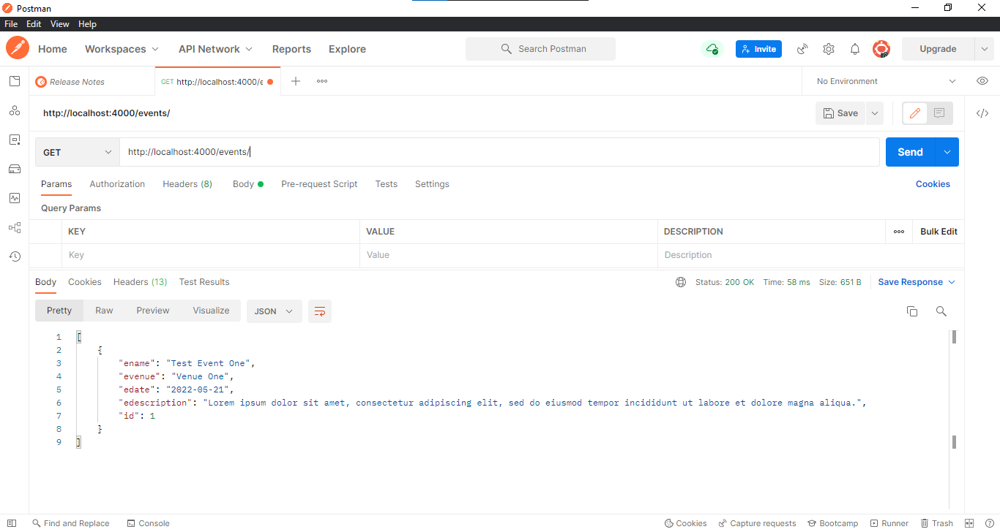 Postman
File Edit View Help
Home Workspaces API Network Reports Explore Search Postman Invite Upgrade
Release Notes GET http://localhost:4000/e No Environment
http://localhost:4000/events/ Save
GET http://localhost:4000/events/ Send
Params Authorization Headers (8) Body Pre-request Script Tests Settings Cookies
Query Params
KEY VALUE DESCRIPTION Bulk Edit
Key Value Description
Body Cookies Headers (13) Test Results Status: 200 OK Time: 58 ms Size: 651 B Save Response
Pretty Raw Preview Visualize JSON
1 [
2 {
3 "ename": "Test Event One",
4 "evenue": "Venue One",
5 "edate": "2022-05-21",
6 "edescription": "Lorem ipsum dolor sit amet, consectetur adipiscing elit, sed do eiusmod tempor incididunt ut labore et dolore magna aliqua.",
7 "id": 1
8 }
9 ]
Find and Replace Console Cookies Capture requests Bootcamp Runner Trash